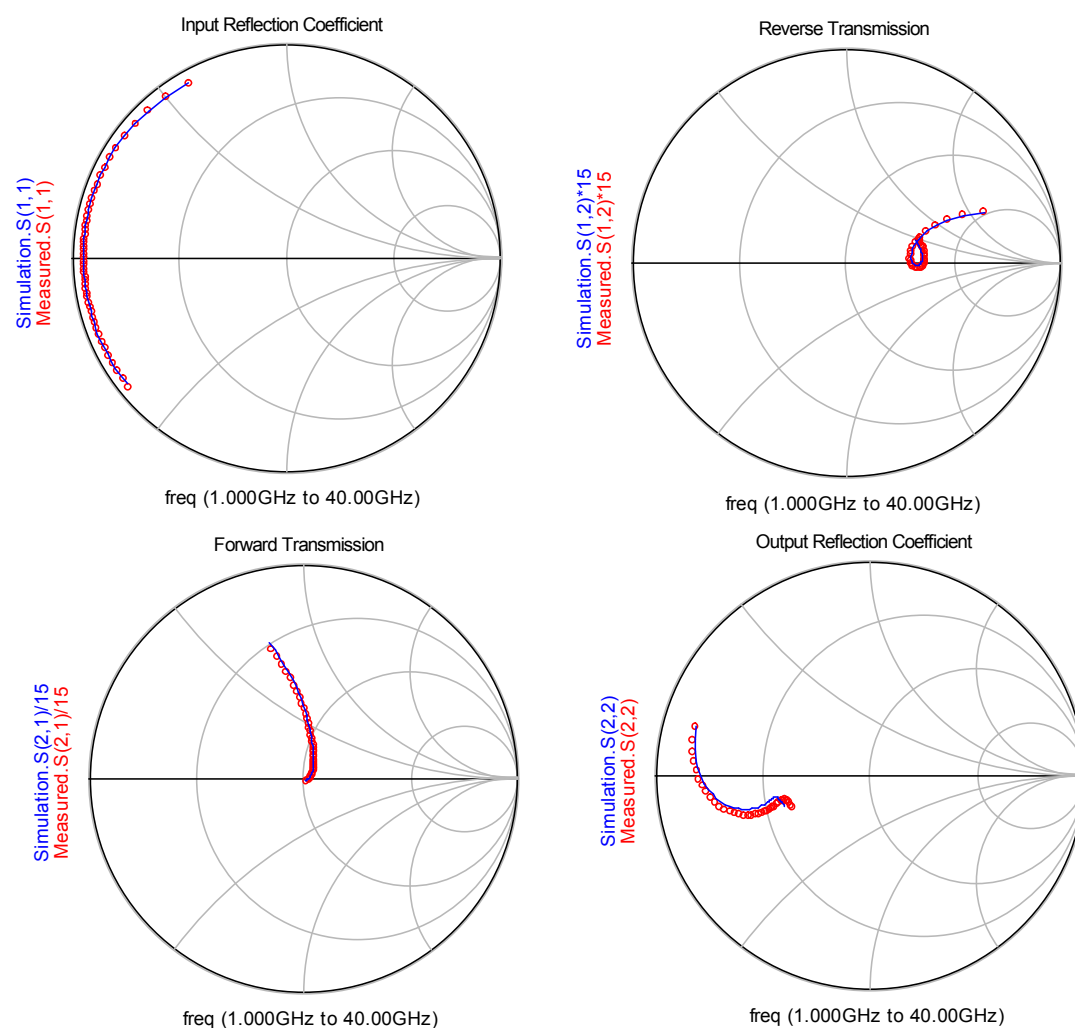 Input Reflection Coefficient
Simulation.S(1,1)
Measured.S(1,1)
freq (1.000GHz to 40.00GHz)
Reverse Transmission
Simulation.S(1,2)*15
Measured.S(1,2)*15
freq (1.000GHz to 40.00GHz)
Forward Transmission
Simulation.S(2,1)/15
Measured.S(2,1)/15
freq (1.000GHz to 40.00GHz)
Output Reflection Coefficient
Simulation.S(2,2)
Measured.S(2,2)
freq (1.000GHz to 40.00GHz)